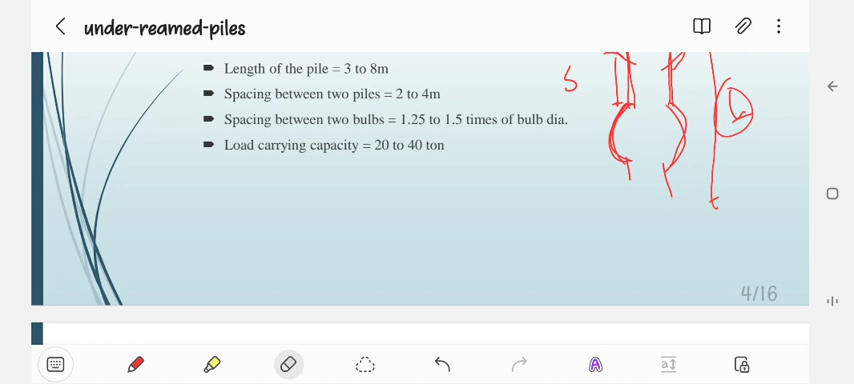 under-reamed-piles
Length of the pile = 3 to 8m
Spacing between two piles = 2 to 4m
Spacing between two bulbs = 1.25 to 1.5 times of bulb dia.
Load carrying capacity = 20 to 40 ton
S
L
4/16
A
a